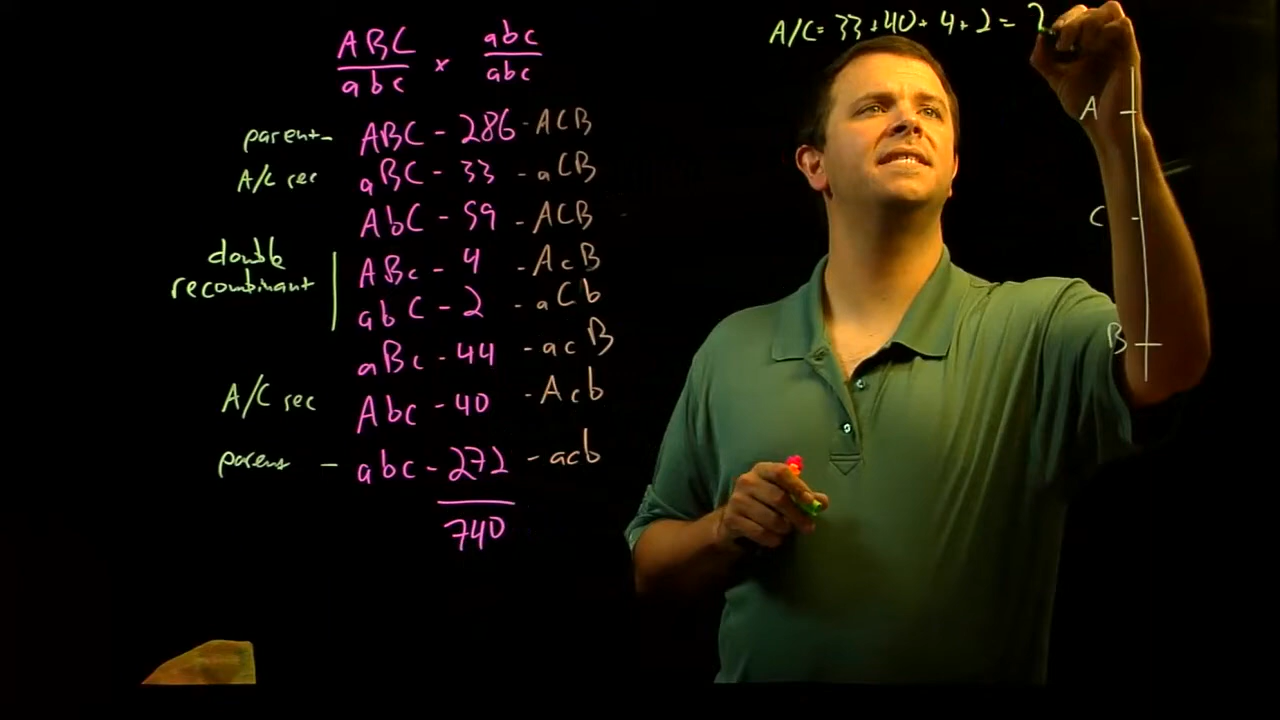 ABC abc
abc x abc
parent - ABC - 286 - ACB
A/C rec aBC - 33 - aCB
AbC - 59 - ACB
double
recombinant
ABc - 4 - AcB
abC - 2 - aCb
aBc - 44 - acB
A/C rec Abc - 40 - Acb
parent - abc - 272 - acb
740
A/C = 33 + 40 + 4 + 2 =
A
C
B